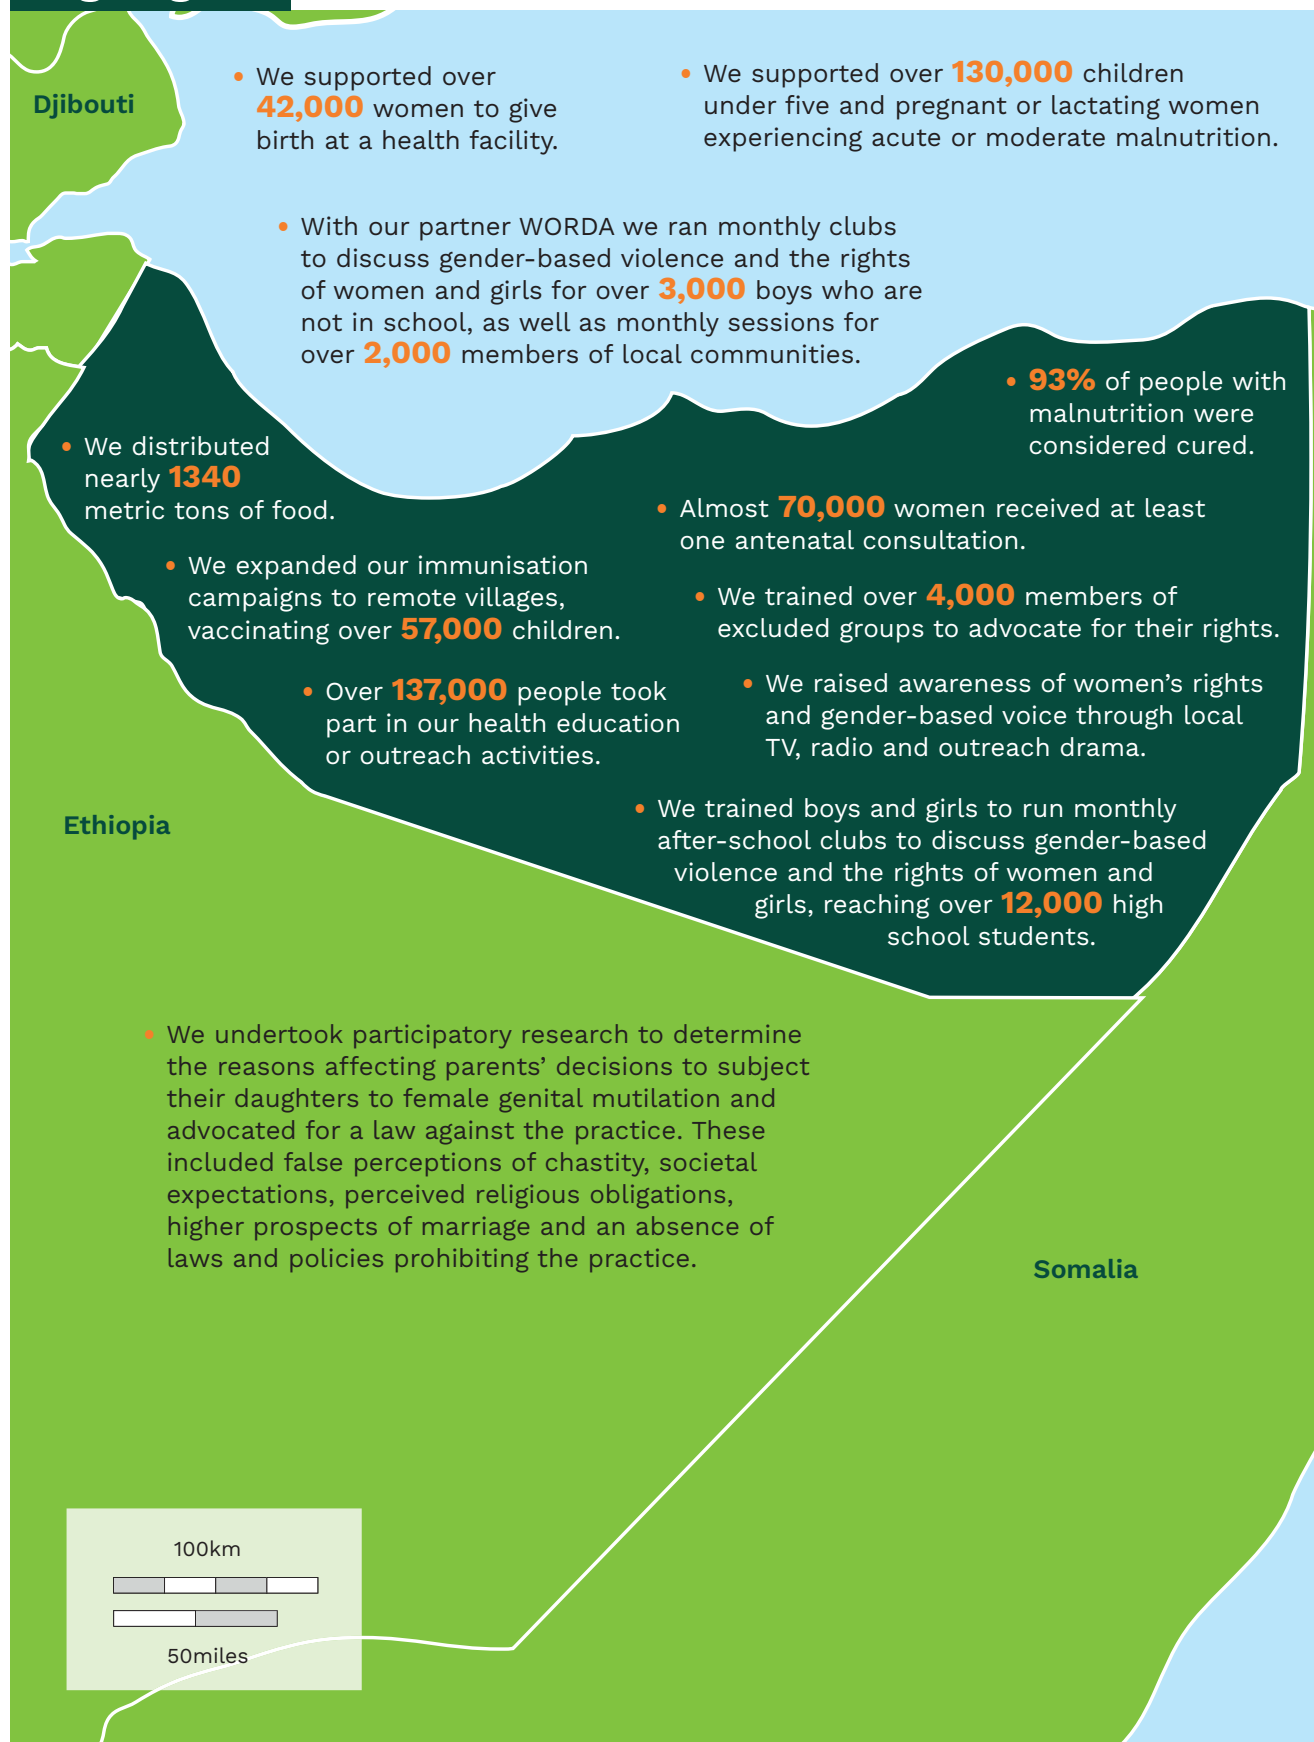 Djibouti
• We supported over
42,000 women to give
birth at a health facility.
• We supported over 130,000 children
under five and pregnant or lactating women
experiencing acute or moderate malnutrition.
• With our partner WORDA we ran monthly clubs
to discuss gender-based violence and the rights
of women and girls for over 3,000 boys who are
not in school, as well as monthly sessions for
over 2,000 members of local communities.
• 93% of people with
malnutrition were
considered cured.
• We distributed
nearly 1340
metric tons of food.
• Almost 70,000 women received at least
one antenatal consultation.
• We expanded our immunisation
campaigns to remote villages,
vaccinating over 57,000 children.
• We trained over 4,000 members of
excluded groups to advocate for their rights.
• Over 137,000 people took
part in our health education
or outreach activities.
• We raised awareness of women’s rights
and gender-based voice through local
TV, radio and outreach drama.
Ethiopia
• We trained boys and girls to run monthly
after-school clubs to discuss gender-based
violence and the rights of women and
girls, reaching over 12,000 high
school students.
• We undertook participatory research to determine
the reasons affecting parents’ decisions to subject
their daughters to female genital mutilation and
advocated for a law against the practice. These
included false perceptions of chastity, societal
expectations, perceived religious obligations,
higher prospects of marriage and an absence of
laws and policies prohibiting the practice.
Somalia
100km
50miles